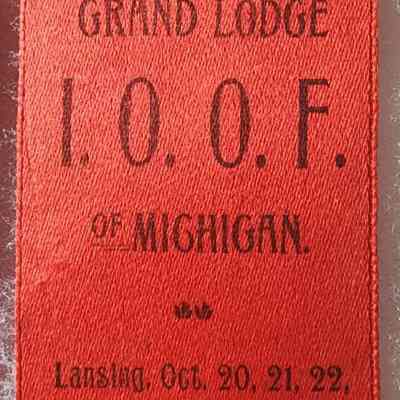 GRAND LODGE
I. O. O. F.
OF MICHIGAN.
Lansing, Oct. 20, 21, 22,